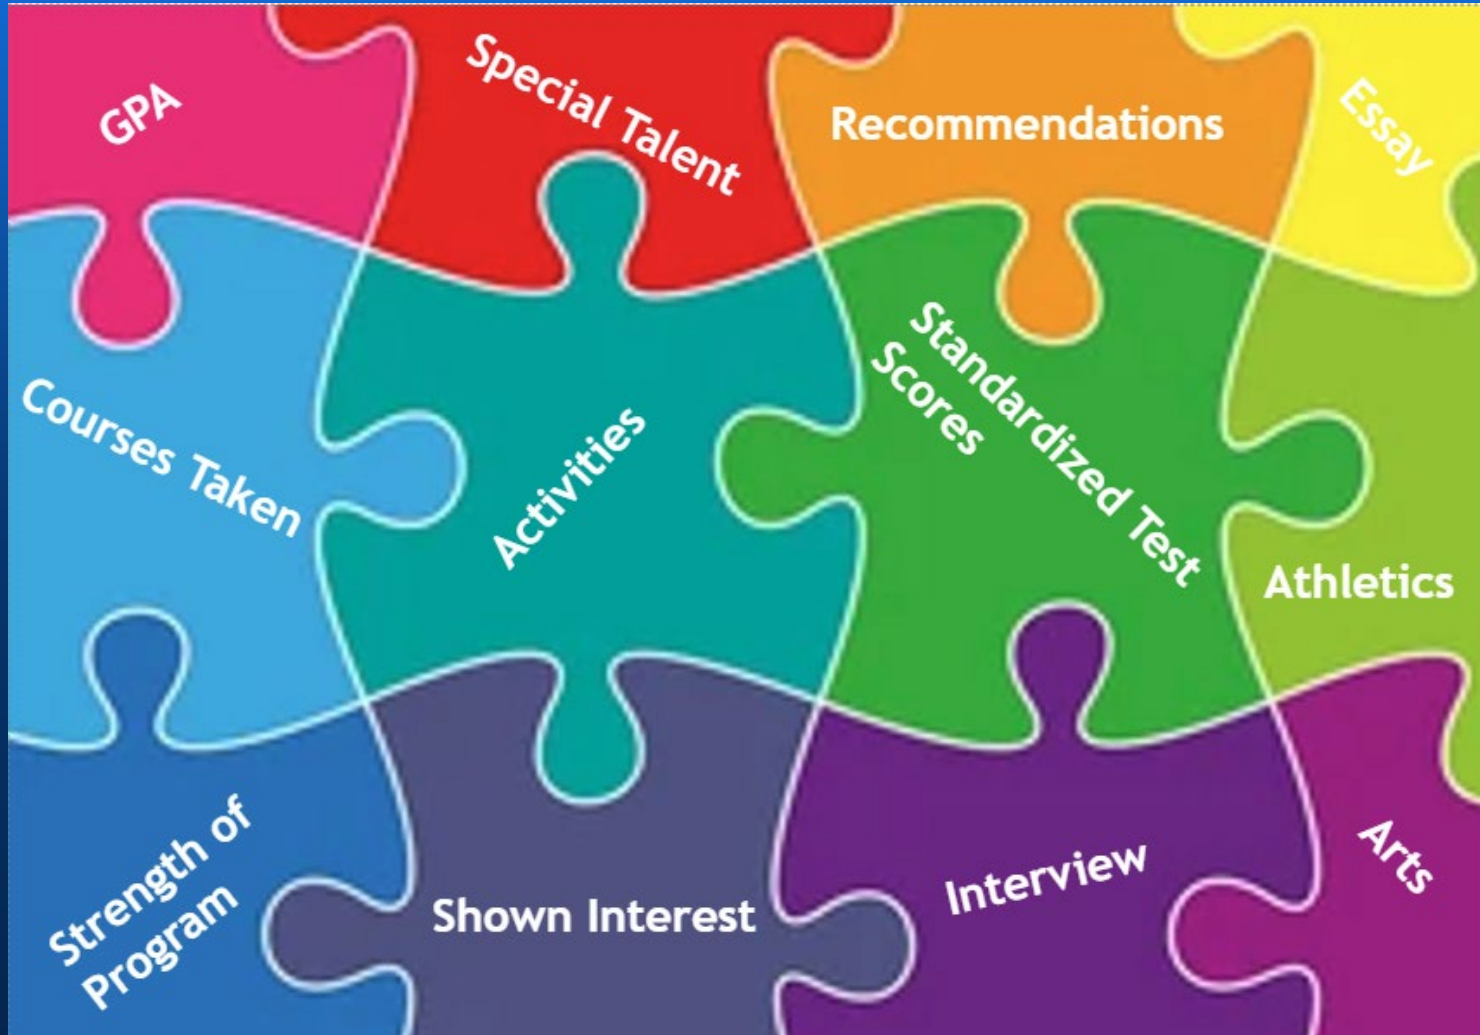 GPA
Special Talent
Recommendations
Essay
Courses Taken
Activities
Standardized Test
Scores
Athletics
Strength of
Program
Shown Interest
Interview
Arts